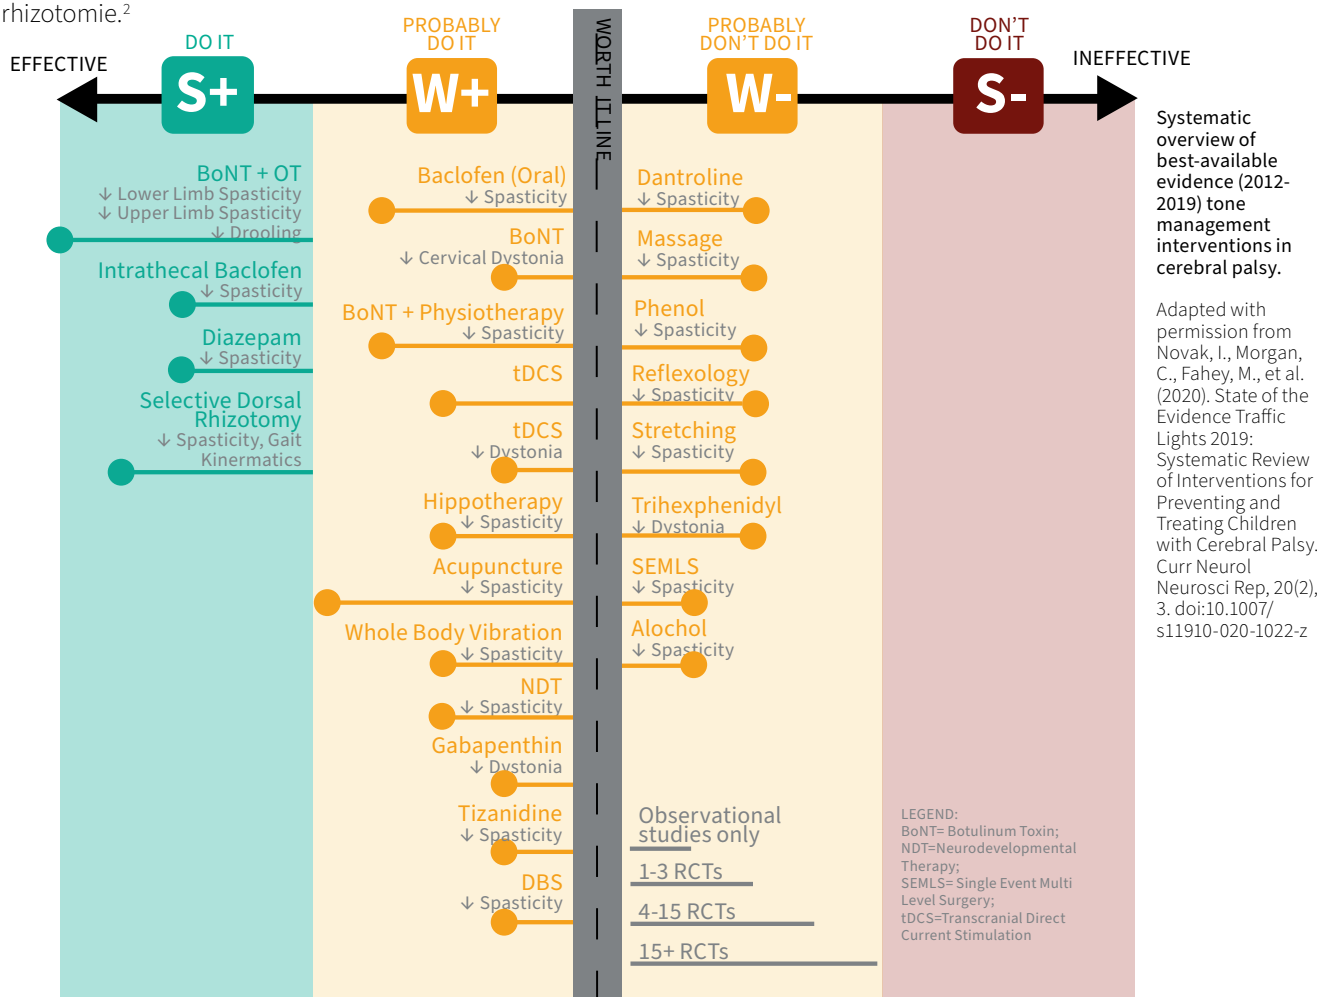 rhizotomie.²
EFFECTIVE
DO IT
S+
PROBABLY
DO IT
W+
WORTH IT LINE
PROBABLY
DON'T DO IT
W-
DON'T
DO IT
S-
INEFFECTIVE
BoNT + OT
↓ Lower Limb Spasticity
↓ Upper Limb Spasticity
↓ Drooling
Intrathecal Baclofen
↓ Spasticity
Diazepam
↓ Spasticity
Selective Dorsal
Rhizotomy
↓ Spasticity, Gait
Kinermatics
Baclofen (Oral)
↓ Spasticity
BoNT
↓ Cervical Dystonia
BoNT + Physiotherapy
↓ Spasticity
tDCS
tDCS
↓ Dystonia
Hippotherapy
↓ Spasticity
Acupuncture
↓ Spasticity
Whole Body Vibration
↓ Spasticity
NDT
↓ Spasticity
Gabapenthin
↓ Dystonia
Tizanidine
↓ Spasticity
DBS
↓ Spasticity
Dantroline
↓ Spasticity
Massage
↓ Spasticity
Phenol
↓ Spasticity
Reflexology
↓ Spasticity
Stretching
↓ Spasticity
Trihexphenidyl
↓ Dystonia
SEMLS
↓ Spasticity
Alochol
↓ Spasticity
Observational
studies only
1-3 RCTs
4-15 RCTs
15+ RCTs
LEGEND:
BoNT= Botulinum Toxin;
NDT=Neurodevelopmental
Therapy;
SEMLS= Single Event Multi
Level Surgery;
tDCS=Transcranial Direct
Current Stimulation
Systematic
overview of
best-available
evidence (2012-
2019) tone
management
interventions in
cerebral palsy.
Adapted with
permission from
Novak, I., Morgan,
C., Fahey, M., et al.
(2020). State of the
Evidence Traffic
Lights 2019:
Systematic Review
of Interventions for
Preventing and
Treating Children
with Cerebral Palsy.
Curr Neurol
Neurosci Rep, 20(2),
3. doi:10.1007/
s11910-020-1022-z